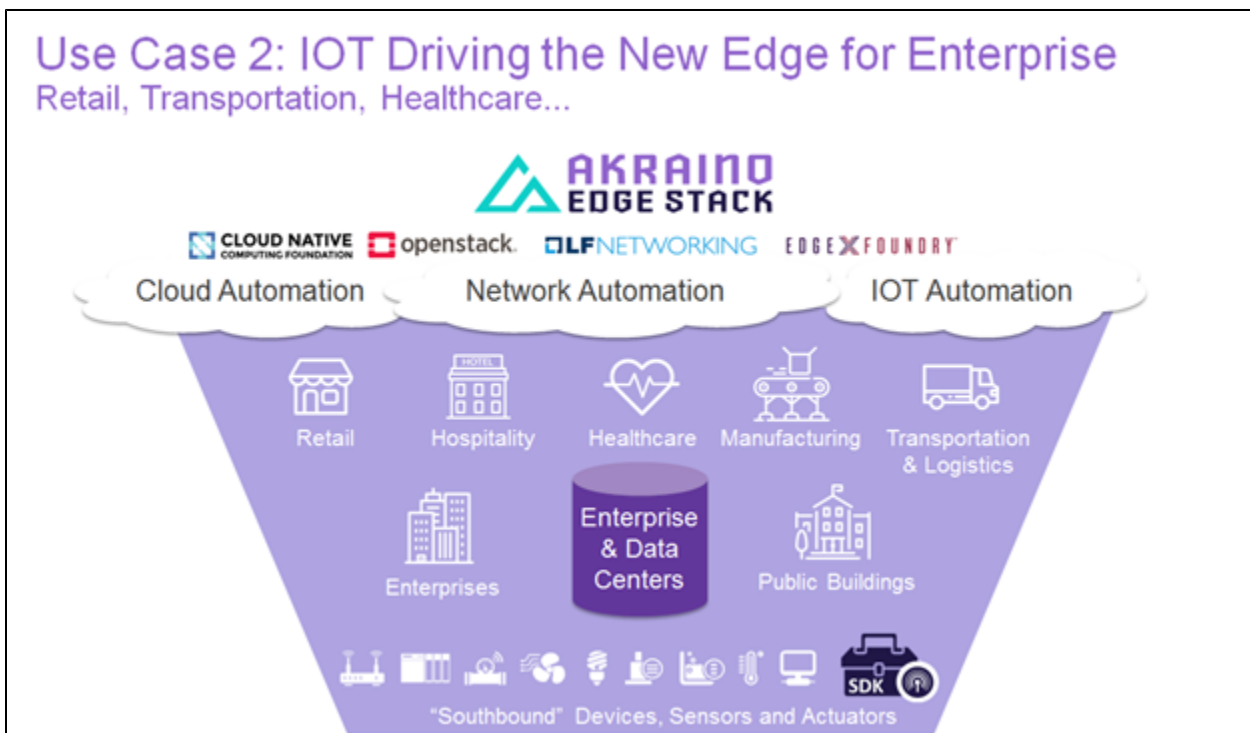 Use Case 2: IOT Driving the New Edge for Enterprise
Retail, Transportation, Healthcare...
AKRAINO
EDGE STACK
CLOUD NATIVE
COMPUTING FOUNDATION
openstack.
LFNETWORKING
EDGE X FOUNDRY
Cloud Automation
Network Automation
IOT Automation
HOTEL
Retail
Hospitality
Healthcare
Manufacturing
Transportation
& Logistics
Enterprise
& Data
Centers
Enterprises
Public Buildings
SDK
"Southbound" Devices, Sensors and Actuators